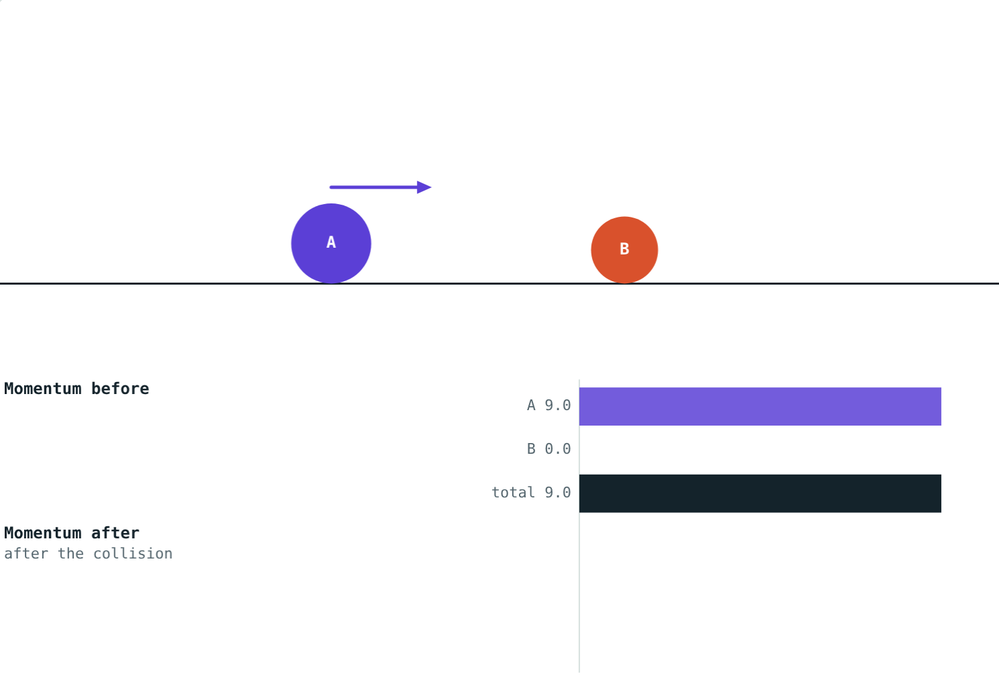 A
B
Momentum before
A 9.0
B 0.0
total 9.0
Momentum after
after the collision